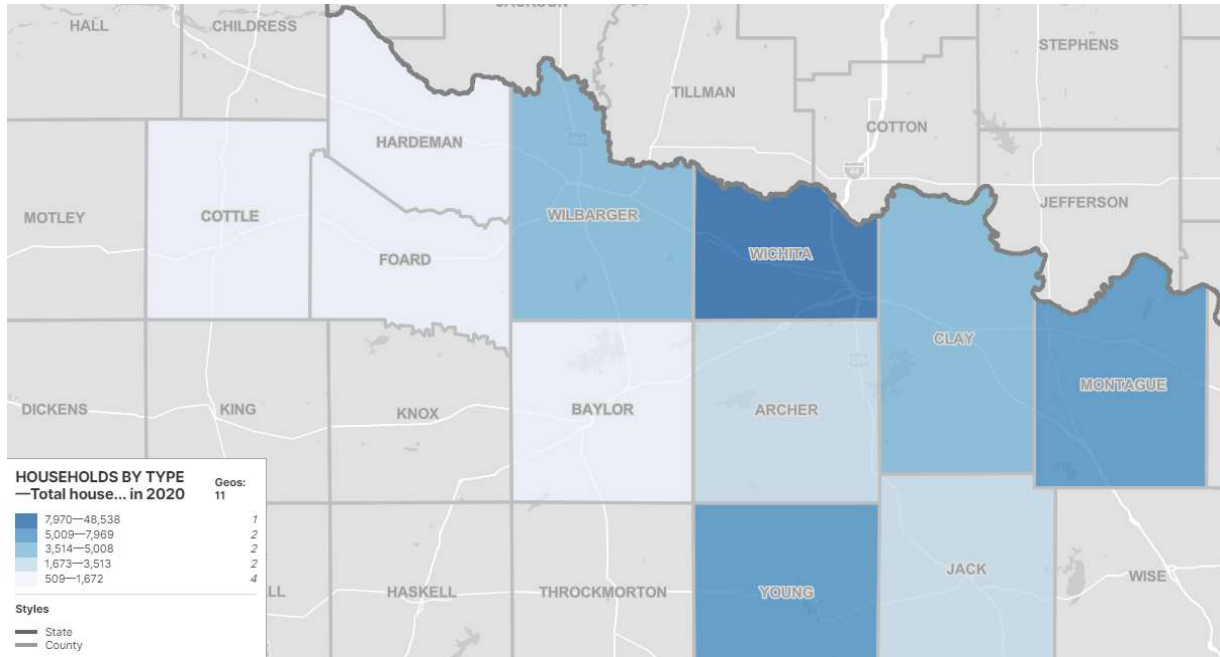 JACKSON
HALL
CHILDRESS
STEPHENS
TILLMAN
COTTON
HARDEMAN
44
JEFFERSON
MOTLEY
COTTLE
WILBARGER
FOARD
WICHITA
CLAY
MONTAGUE
DICKENS
KING
KNOX
BAYLOR
ARCHER
HOUSEHOLDS BY TYPE
—Total house... in 2020
Geos:
11
7,970—48,538 1
5,009—7,969 2
3,514—5,008 2
1,673—3,513 2
509—1,672 4
Styles
State
County
LL
HASKELL
THROCKMORTON
YOUNG
JACK
WISE